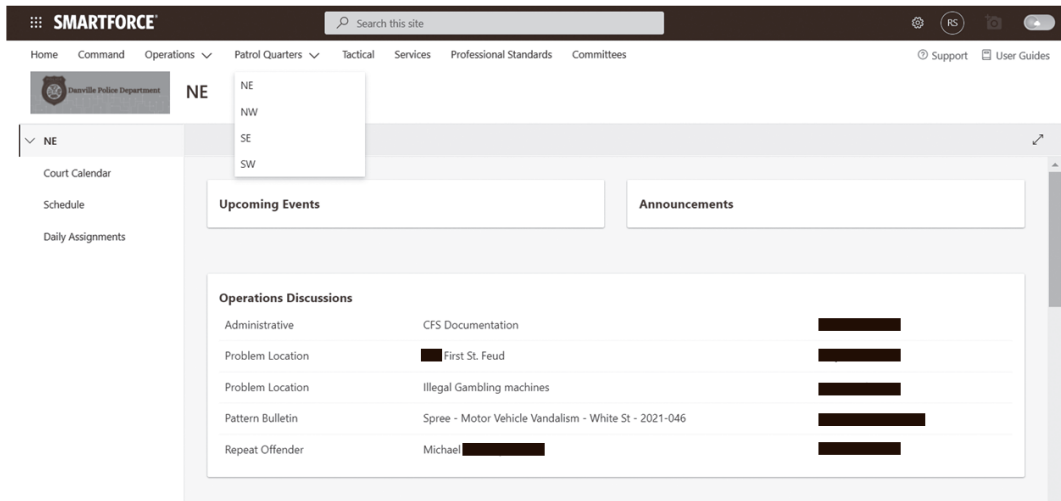 SMARTFORCE®
Search this site
RS
Home Command Operations Patrol Quarters Tactical Services Professional Standards Committees
Support User Guides
Danville Police Department
NE
NE
NW
SE
SW
NE
Court Calendar
Schedule
Daily Assignments
Upcoming Events
Announcements
Operations Discussions
Administrative CFS Documentation
Problem Location First St. Feud
Problem Location Illegal Gambling machines
Pattern Bulletin Spree - Motor Vehicle Vandalism - White St - 2021-046
Repeat Offender Michael